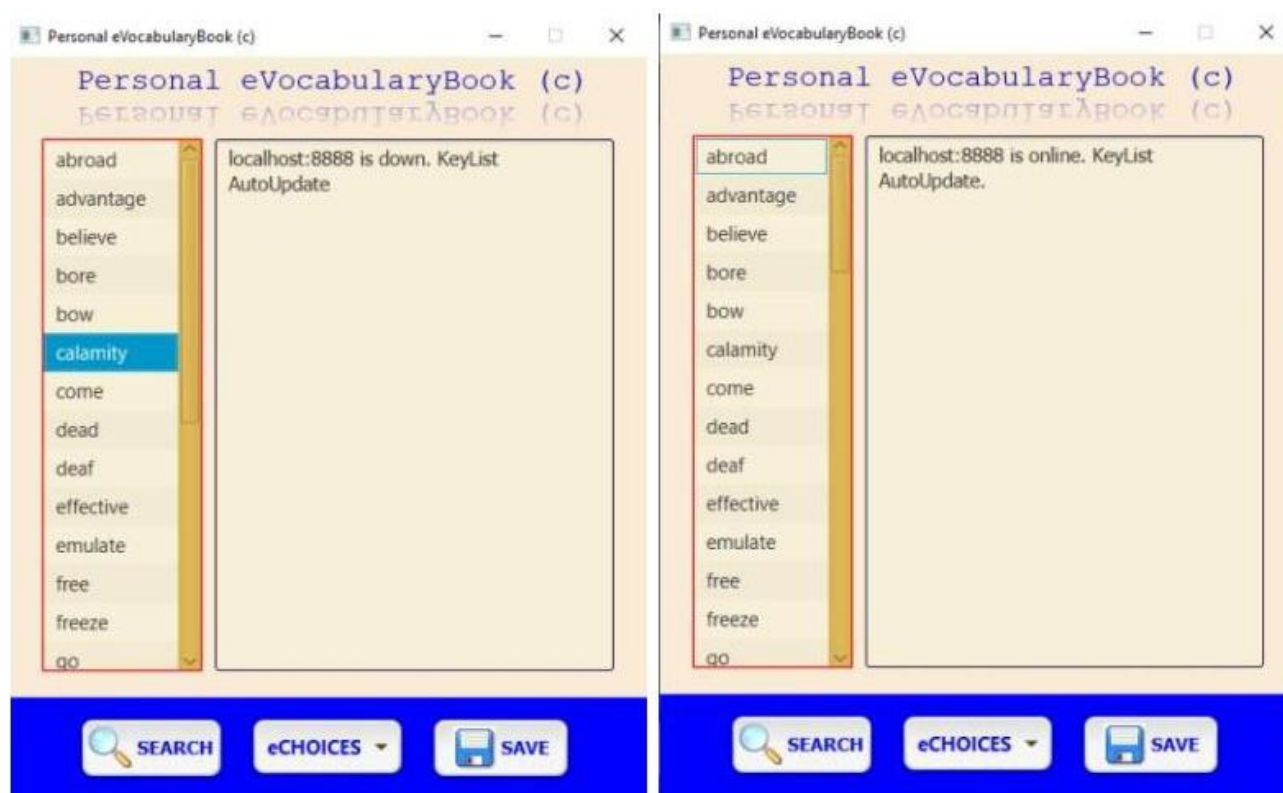 Personal eVocabularyBook (c)
Personal eVocabularyBook (c)
abroad
advantage
believe
bore
bow
calamity
come
dead
deaf
effective
emulate
free
freeze
go
localhost:8888 is down. KeyList
AutoUpdate
SEARCH
eCHOICES
SAVE
Personal eVocabularyBook (c)
Personal eVocabularyBook (c)
abroad
advantage
believe
bore
bow
calamity
come
dead
deaf
effective
emulate
free
freeze
go
localhost:8888 is online. KeyList
AutoUpdate.
SEARCH
eCHOICES
SAVE